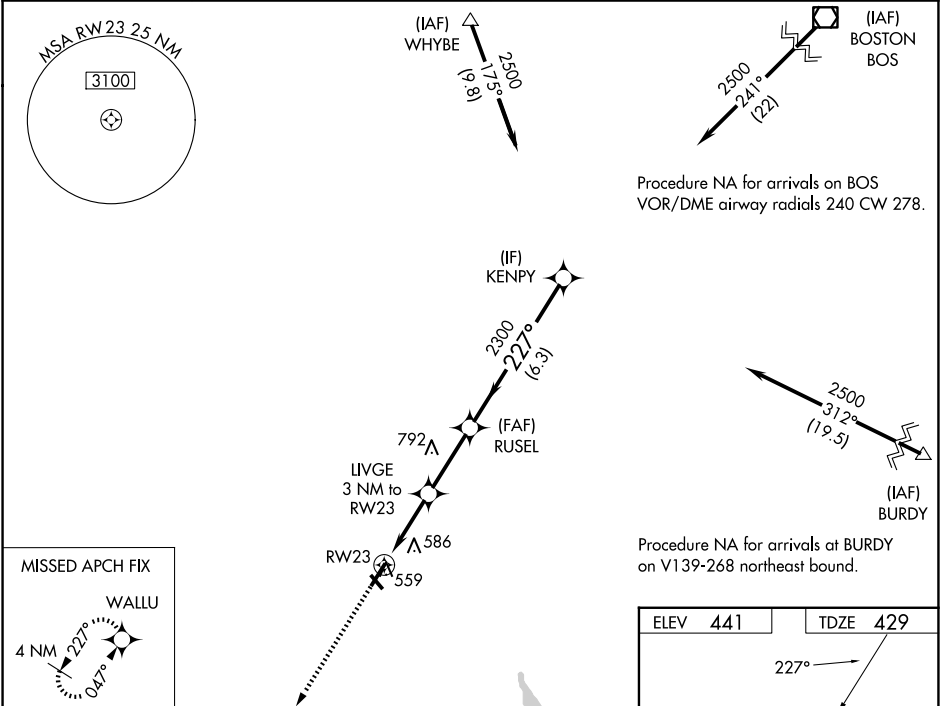 MSA RW23 25 NM
3100
(IAF)
WHYBE
2500
175°
(9.8)
(IAF)
BOSTON
BOS
2500
241°
(22)
Procedure NA for arrivals on BOS
VOR/DME airway radials 240 CW 278.
(IF)
KENPY
2300
227°
(6.3)
(FAF)
RUSEL
792
LIVGE
3 NM to
RW23
586
RW23
559
2500
312°
(19.5)
(IAF)
BURDY
Procedure NA for arrivals at BURDY
on V139-268 northeast bound.
MISSED APCH FIX
WALLU
4 NM
227°
047°
ELEV 441
TDZE 429
227°